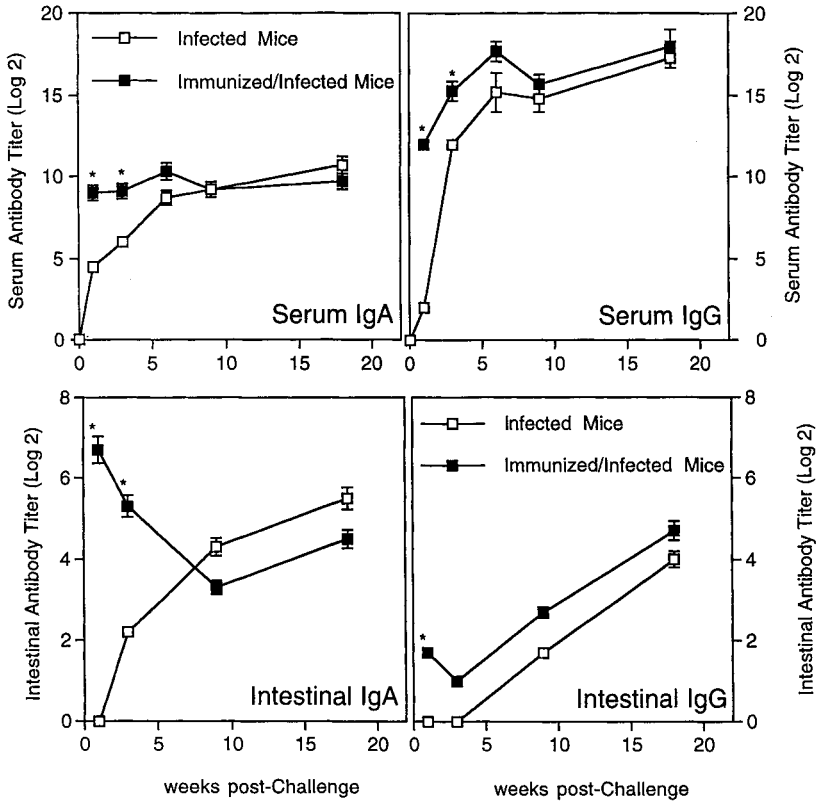 20
15
10
5
0
Serum Antibody Titer (Log 2)
Infected Mice
Immunized/Infected Mice
*
*
Serum IgA
0 5 10 15 20
20
15
10
5
0
Serum Antibody Titer (Log 2)
*
*
Serum IgG
0 5 10 15 20
8
6
4
2
0
Intestinal Antibody Titer (Log 2)
*
*
Intestinal IgA
0 5 10 15 20
weeks post-Challenge
8
6
4
2
0
Intestinal Antibody Titer (Log 2)
Infected Mice
Immunized/Infected Mice
*
Intestinal IgG
0 5 10 15 20
weeks post-Challenge